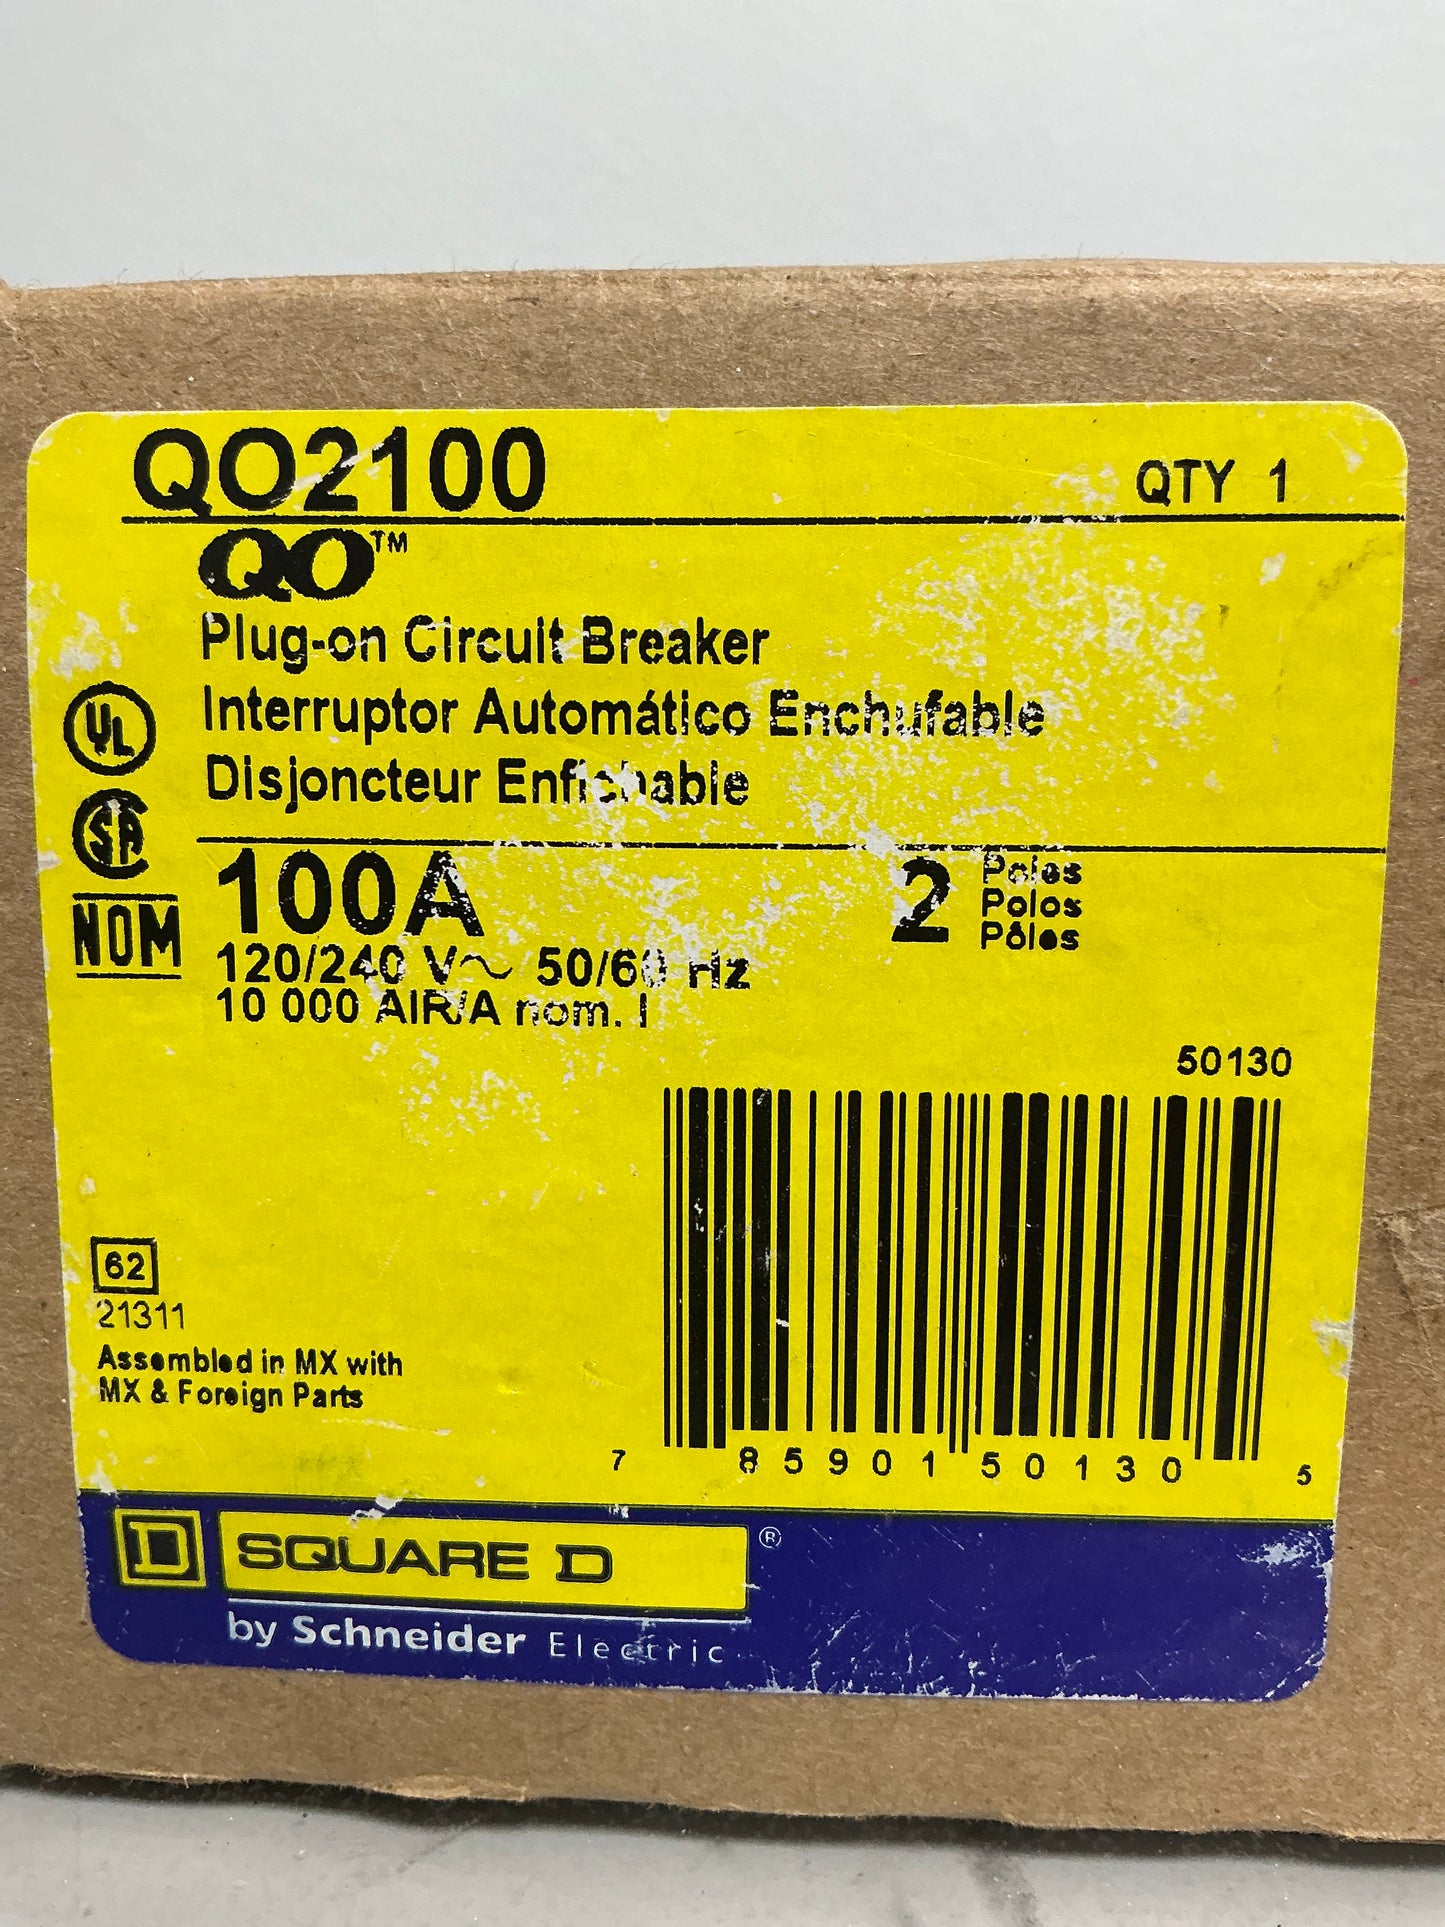 QO2100 QTY 1
QO™
Plug-on Circuit Breaker
Interruptor Automático Enchufable
Disjoncteur Enfichable
UL
SA
NOM
100A 2 Poles
Polos
Pôles
120/240 V~ 50/60 Hz
10 000 AIR/A nom. I
50130
62
21311
Assembled in MX with
MX & Foreign Parts
7 85901 50130 5
D SQUARE D ®
by Schneider Electric